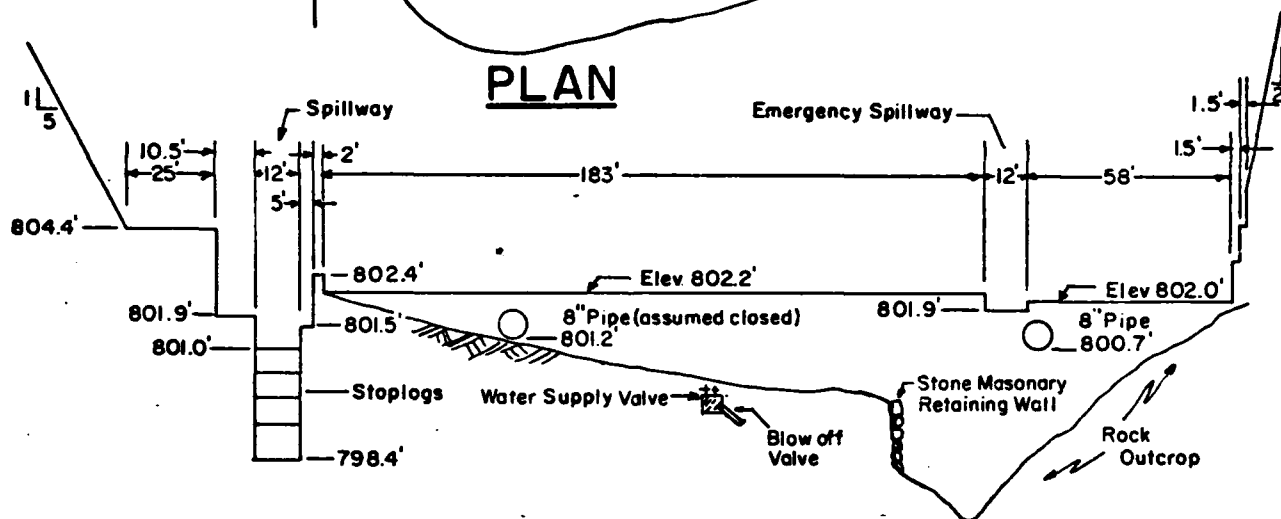 PLAN
1
5
Spillway
Emergency Spillway
1.5'
2
10.5'
2'
1.5'
25'
12'
183'
12'
58'
5'
804.4'
802.4'
Elev. 802.2'
Elev 802.0'
801.9'
801.9'
8" Pipe (assumed closed)
8" Pipe
801.5'
801.2'
800.7'
801.0'
Stoplogs
Water Supply Valve
Stone Masonary
Retaining Wall
Blow off
Valve
Rock
Outcrop
798.4'